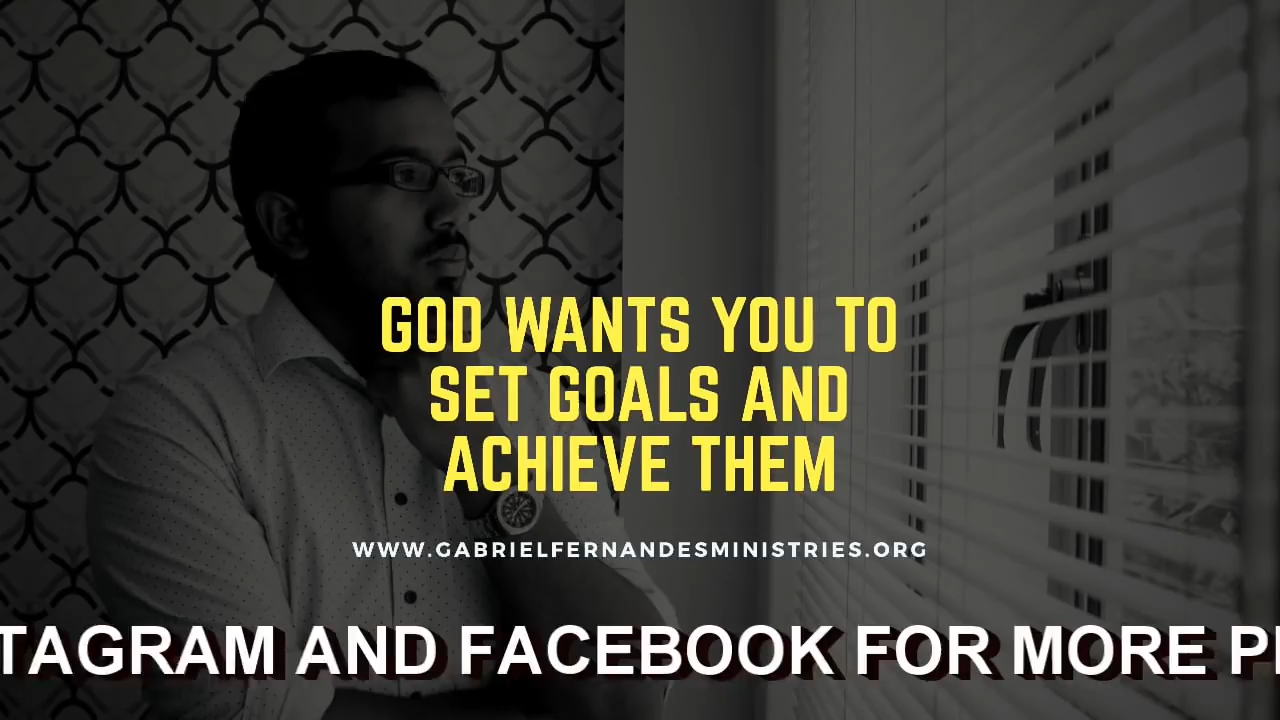 GOD WANTS YOU TO
SET GOALS AND
ACHIEVE THEM
WWW.GABRIELFERNANDESMINISTRIES.ORG
TAGRAM AND FACEBOOK FOR MORE P